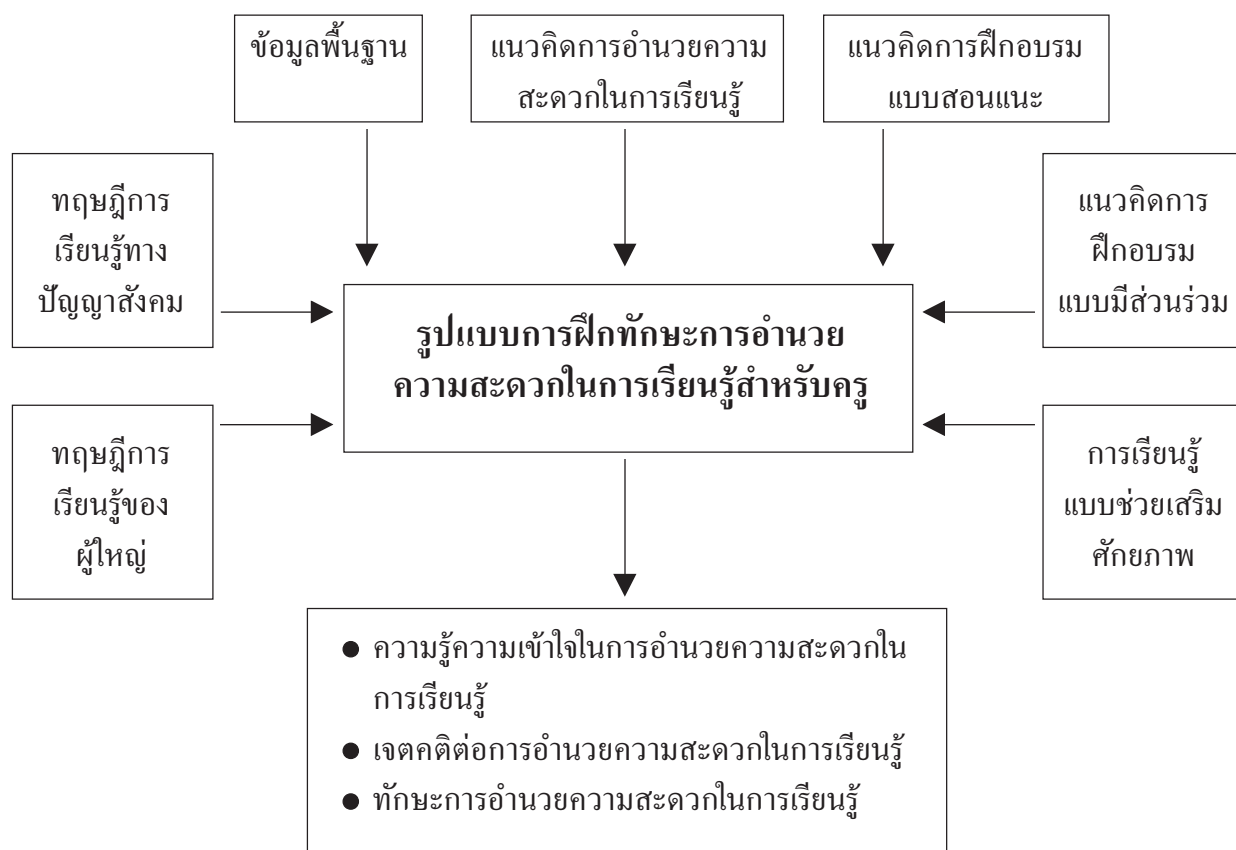 ข้อมูลพื้นฐาน
แนวคิดการอำนวยความ
สะดวกในการเรียนรู้
แนวคิดการฝึกอบรม
แบบสอนแนะ
ทฤษฎีการ
เรียนรู้ทาง
ปัญญาสังคม
แนวคิดการ
ฝึกอบรม
แบบมีส่วนร่วม
รูปแบบการฝึกทักษะการอำนวย
ความสะดวกในการเรียนรู้สำหรับครู
ทฤษฎีการ
เรียนรู้ของ
ผู้ใหญ่
การเรียนรู้
แบบช่วยเสริม
ศักยภาพ
● ความรู้ความเข้าใจในการอำนวยความสะดวกใน
การเรียนรู้
● เจตคติต่อการอำนวยความสะดวกในการเรียนรู้
● ทักษะการอำนวยความสะดวกในการเรียนรู้